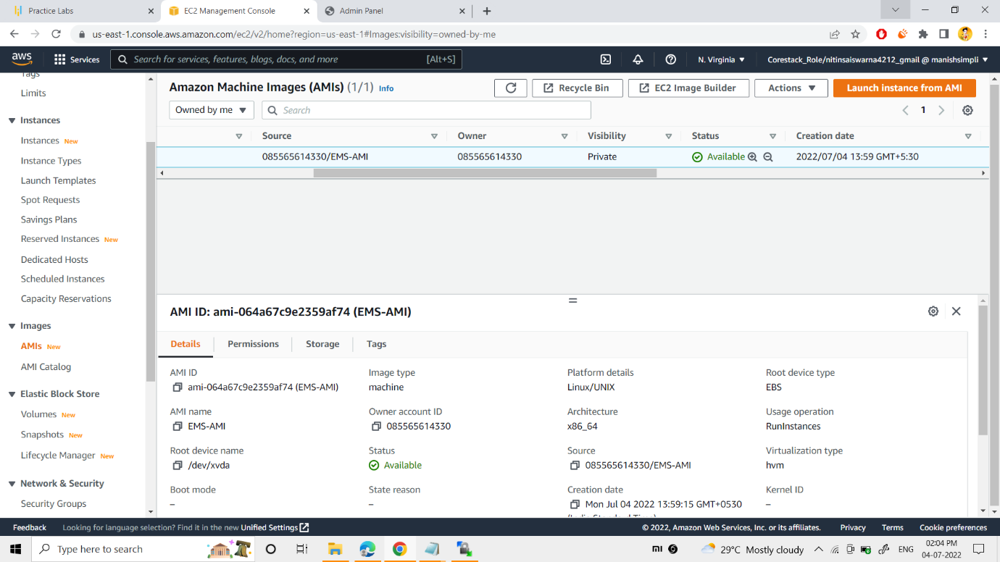 Practice Labs
EC2 Management Console
Admin Panel
us-east-1.console.aws.amazon.com/ec2/v2/home?region=us-east-1#Images:visibility=owned-by-me
aws
Services
Search for services, features, blogs, docs, and more
[Alt+S]
N. Virginia
Corestack_Role/nitinsaiswarna4212_gmail @ manishsimpli
Tags
Limits
Instances
Instances New
Instance Types
Launch Templates
Spot Requests
Savings Plans
Reserved Instances New
Dedicated Hosts
Scheduled Instances
Capacity Reservations
Images
AMIs New
AMI Catalog
Elastic Block Store
Volumes New
Snapshots New
Lifecycle Manager New
Network & Security
Security Groups
Amazon Machine Images (AMIs) (1/1) Info
Recycle Bin
EC2 Image Builder
Actions
Launch instance from AMI
Owned by me
Search
1
Source
Owner
Visibility
Status
Creation date
085565614330/EMS-AMI
085565614330
Private
Available
2022/07/04 13:59 GMT+5:30
AMI ID: ami-064a67c9e2359af74 (EMS-AMI)
Details
Permissions
Storage
Tags
AMI ID
ami-064a67c9e2359af74 (EMS-AMI)
Image type
machine
Platform details
Linux/UNIX
Root device type
EBS
AMI name
EMS-AMI
Owner account ID
085565614330
Architecture
x86_64
Usage operation
RunInstances
Root device name
/dev/xvda
Status
Available
Source
085565614330/EMS-AMI
Virtualization type
hvm
Boot mode
–
State reason
–
Creation date
Mon Jul 04 2022 13:59:15 GMT+0530
(India Standard Time)
Kernel ID
–
Feedback
Looking for language selection? Find it in the new Unified Settings
© 2022, Amazon Web Services, Inc. or its affiliates.
Privacy
Terms
Cookie preferences
Type here to search
29°C Mostly cloudy
ENG
02:04 PM
04-07-2022